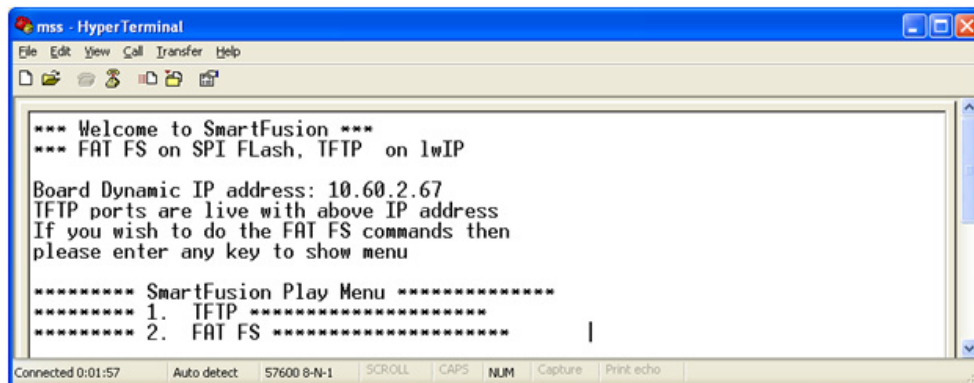 mss - HyperTerminal
File Edit View Call Transfer Help
*** Welcome to SmartFusion ***
*** FAT FS on SPI FLash, TFTP  on lwIP
Board Dynamic IP address: 10.60.2.67
TFTP ports are live with above IP address
If you wish to do the FAT FS commands then
please enter any key to show menu
********* SmartFusion Play Menu **************
********* 1.  TFTP *********************
********* 2.  FAT FS *********************
Connected 0:01:57 Auto detect 57600 8-N-1 SCROLL CAPS NUM Capture Print echo